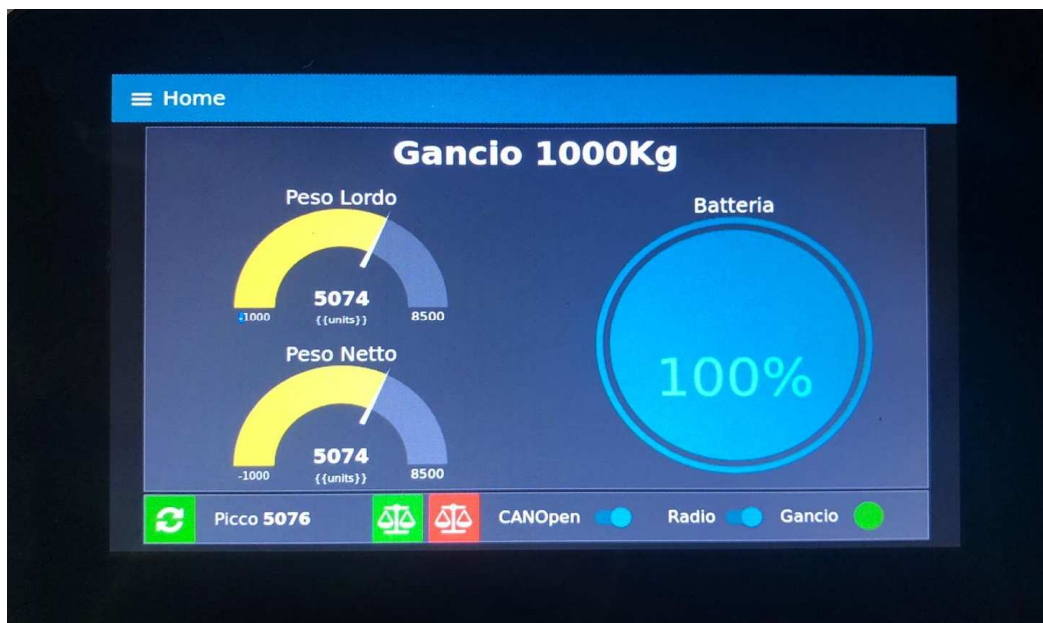 Home
Gancio 1000Kg
Peso Lordo
5074
-1000
{{units}}
8500
Batteria
100%
Peso Netto
5074
-1000
{{units}}
8500
Picco 5076
CANOpen
Radio
Gancio